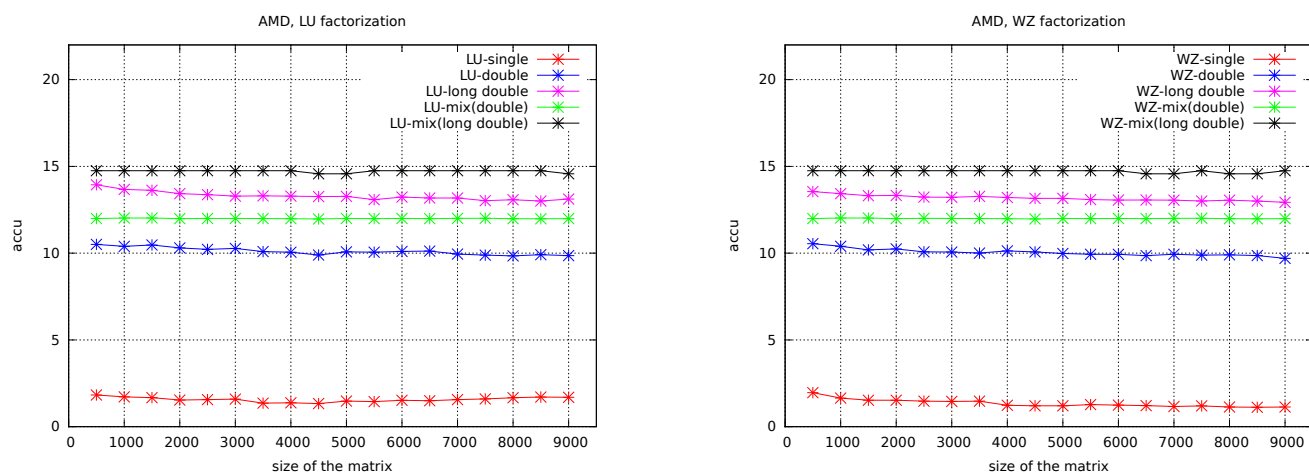 AMD, LU factorization
LU-single
LU-double
LU-long double
LU-mix(double)
LU-mix(long double)
20
15
10
5
0
accu
0 1000 2000 3000 4000 5000 6000 7000 8000 9000
size of the matrix
AMD, WZ factorization
WZ-single
WZ-double
WZ-long double
WZ-mix(double)
WZ-mix(long double)
20
15
10
5
0
accu
0 1000 2000 3000 4000 5000 6000 7000 8000 9000
size of the matrix